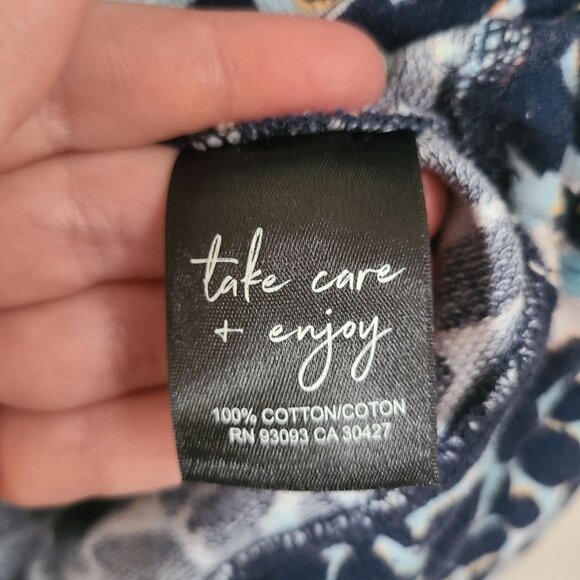 take care
+ enjoy
100% COTTON/COTON
RN 93093 CA 30427